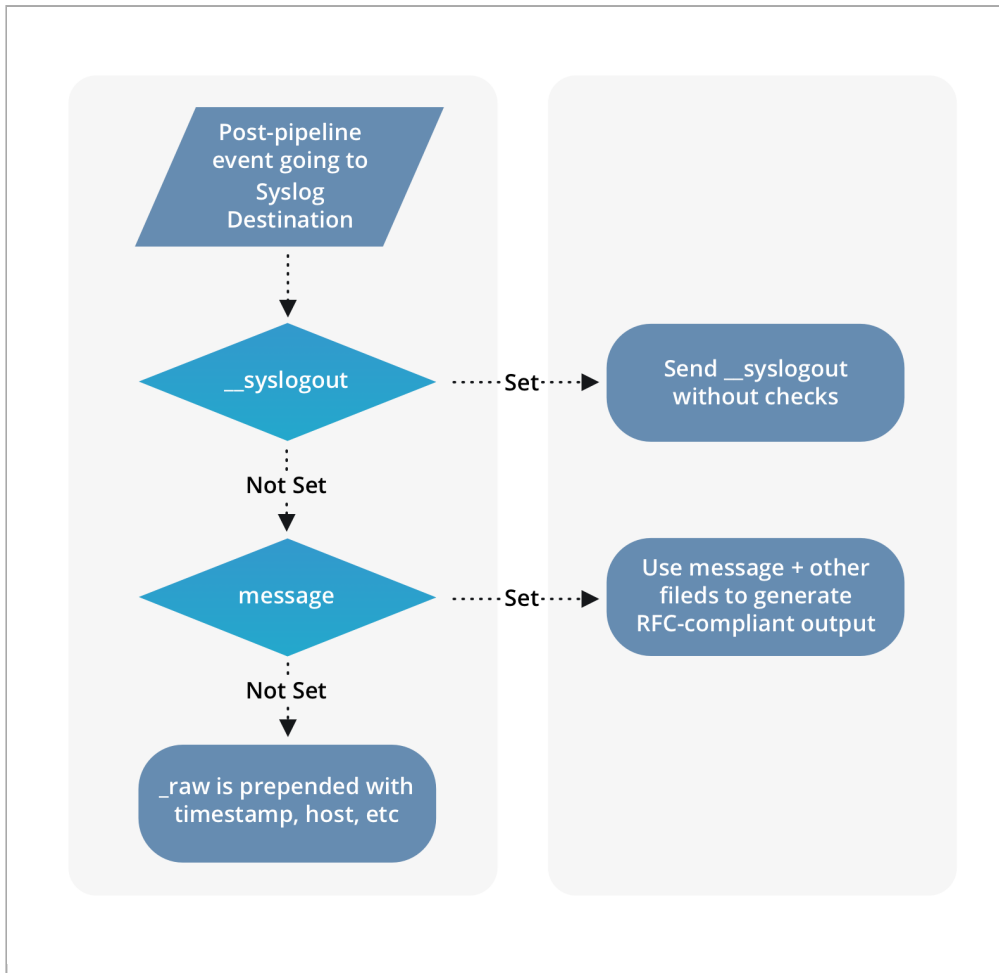 Post-pipeline
event going to
Syslog
Destination
__syslogout
Set
Send __syslogout
without checks
Not Set
message
Set
Use message + other
fileds to generate
RFC-compliant output
Not Set
_raw is prepended with
timestamp, host, etc